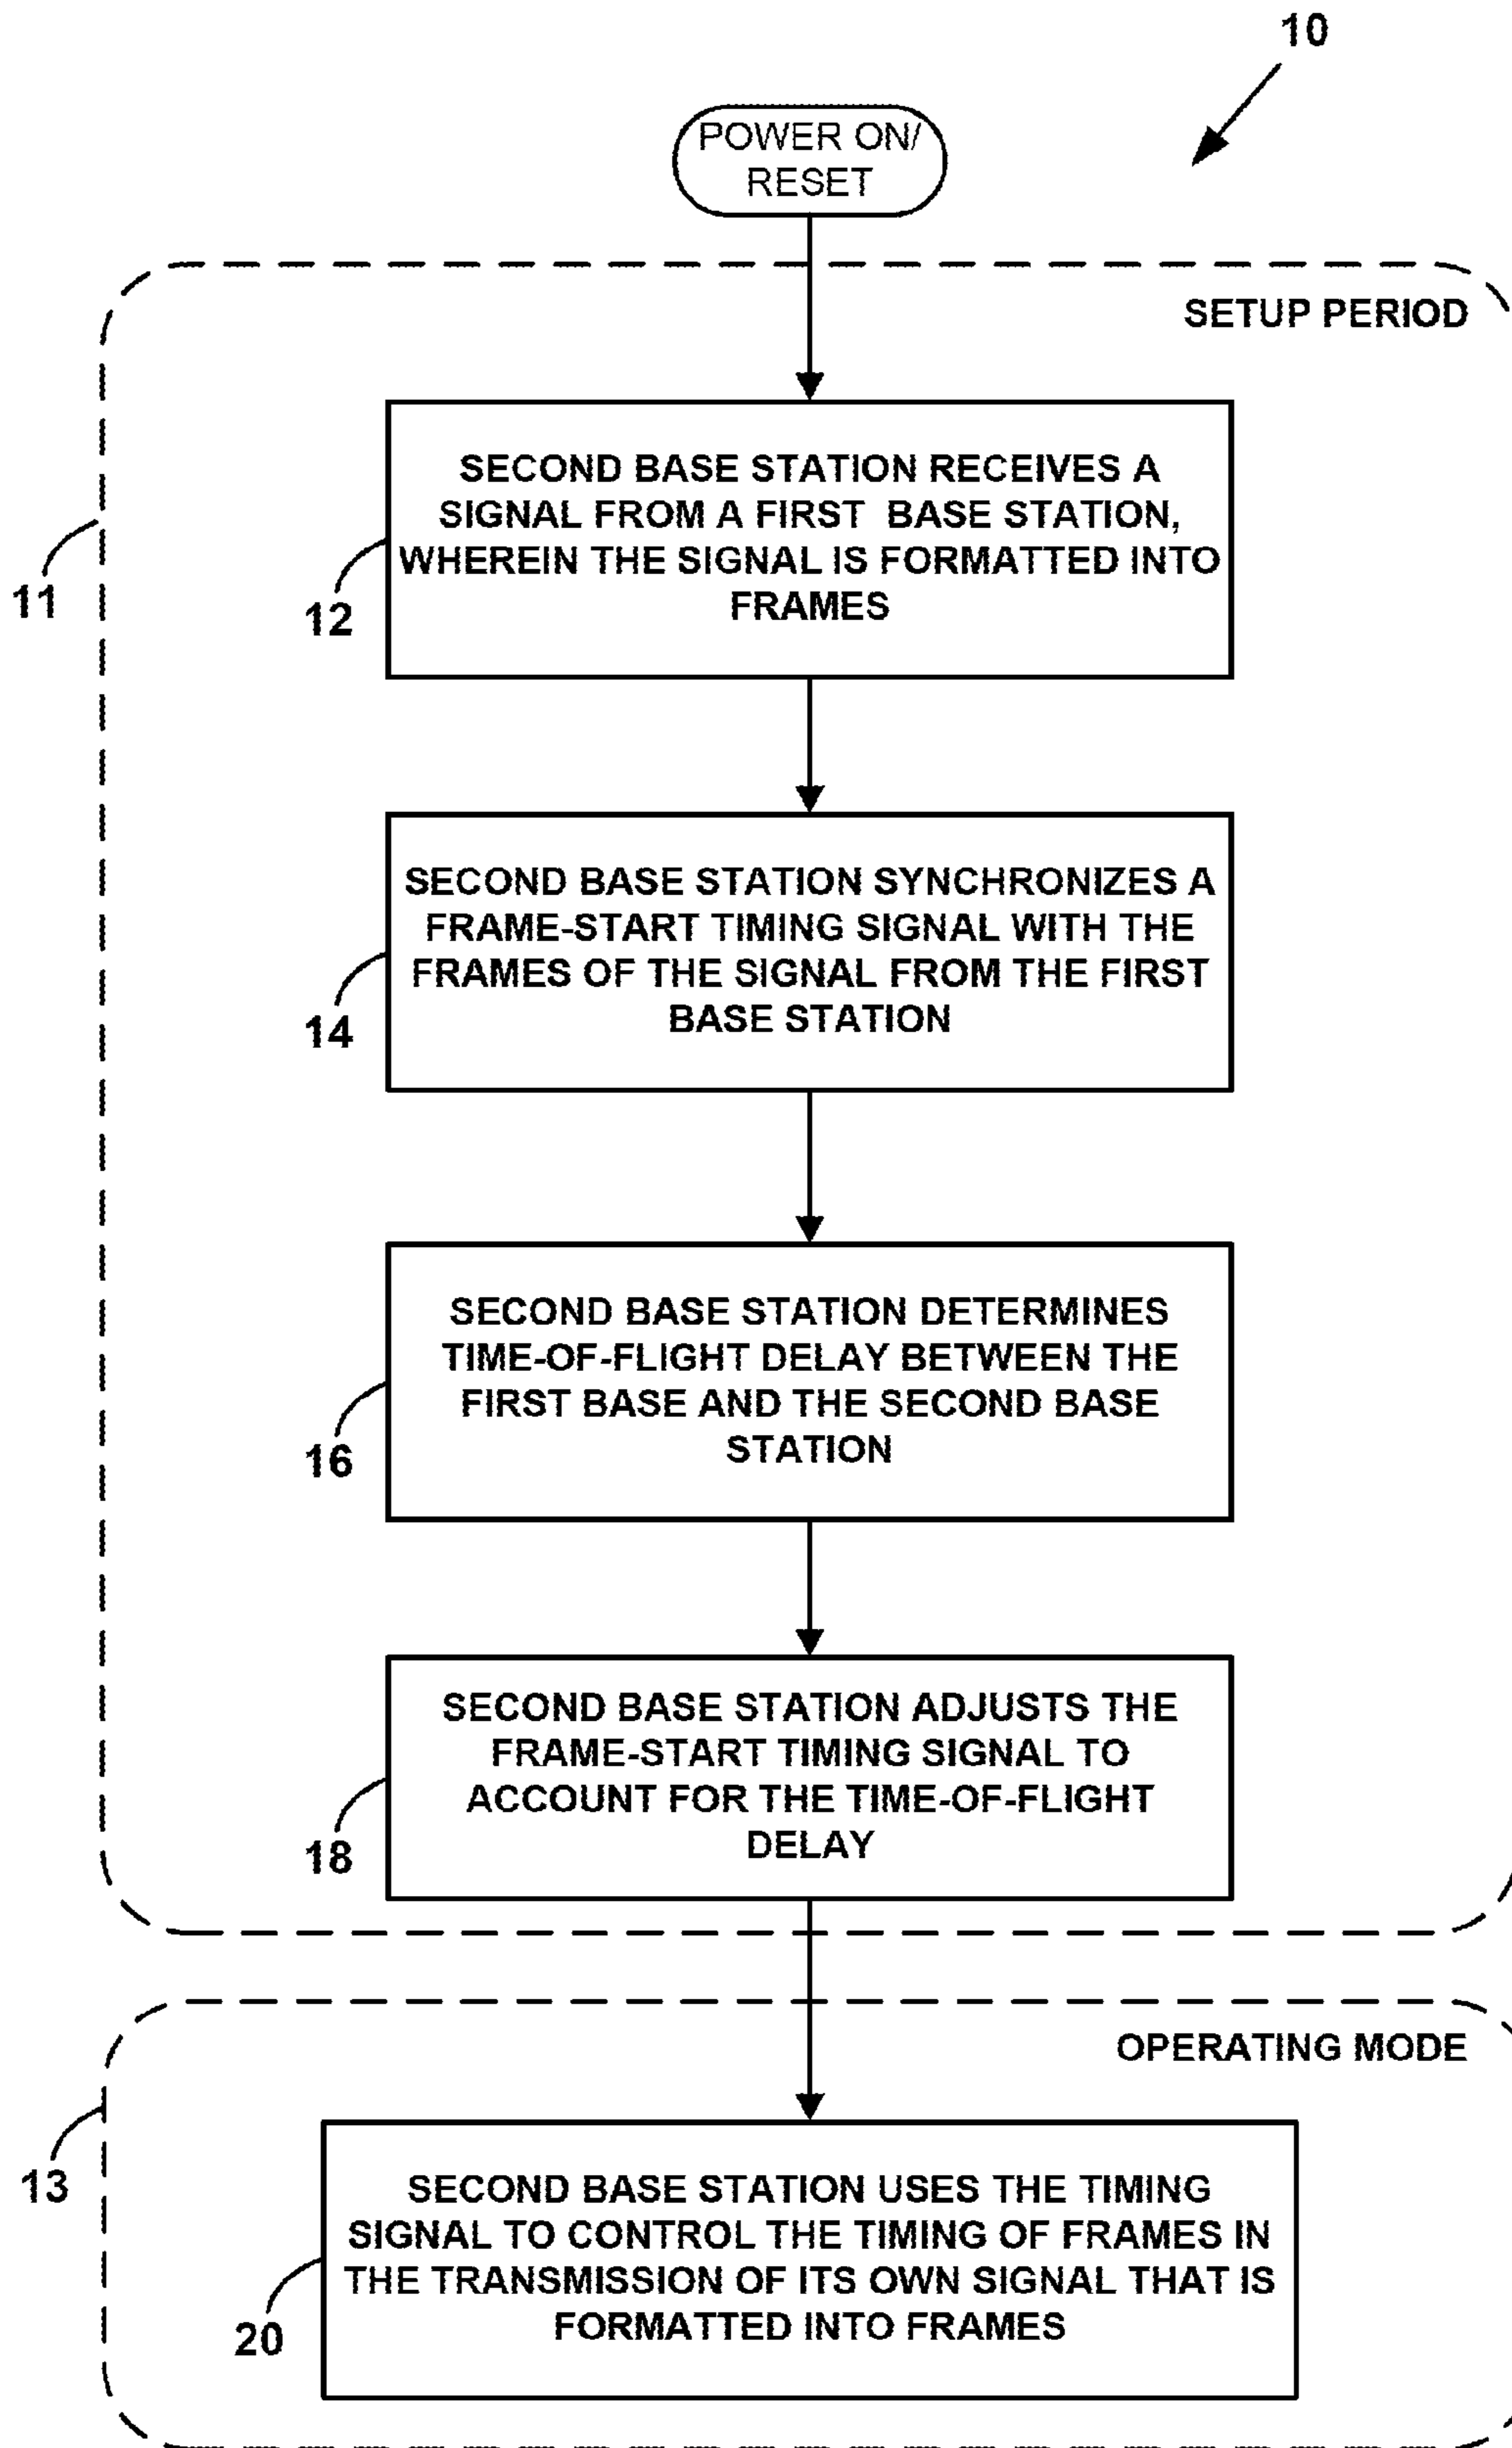 10
POWER ON/
RESET
SETUP PERIOD
SECOND BASE STATION RECEIVES A
SIGNAL FROM A FIRST BASE STATION,
WHEREIN THE SIGNAL IS FORMATTED INTO
FRAMES
11
12
SECOND BASE STATION SYNCHRONIZES A
FRAME-START TIMING SIGNAL WITH THE
FRAMES OF THE SIGNAL FROM THE FIRST
BASE STATION
14
SECOND BASE STATION DETERMINES
TIME-OF-FLIGHT DELAY BETWEEN THE
FIRST BASE AND THE SECOND BASE
STATION
16
SECOND BASE STATION ADJUSTS THE
FRAME-START TIMING SIGNAL TO
ACCOUNT FOR THE TIME-OF-FLIGHT
DELAY
18
OPERATING MODE
13
SECOND BASE STATION USES THE TIMING
SIGNAL TO CONTROL THE TIMING OF FRAMES IN
THE TRANSMISSION OF ITS OWN SIGNAL THAT IS
FORMATTED INTO FRAMES
20